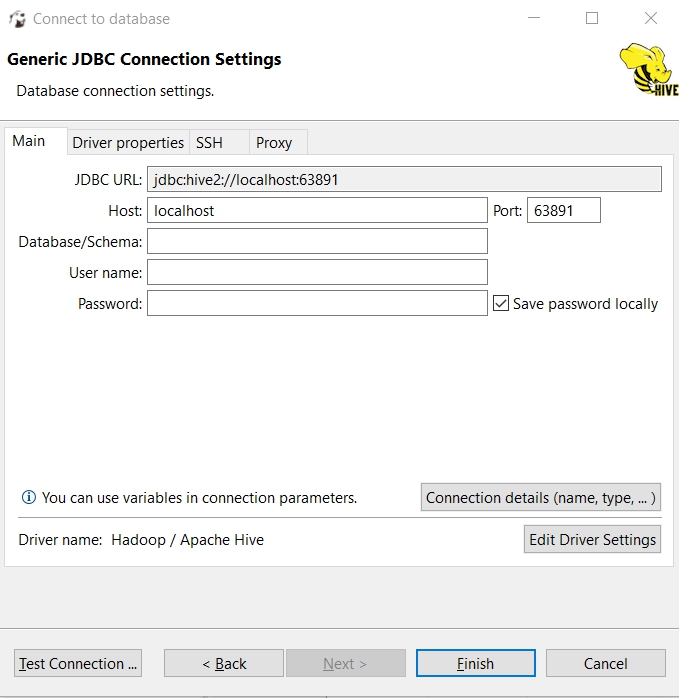 Connect to database
Generic JDBC Connection Settings
Database connection settings.
HIVE
Main Driver properties SSH Proxy
JDBC URL: jdbc:hive2://localhost:63891
Host: localhost Port: 63891
Database/Schema:
User name:
Password: Save password locally
You can use variables in connection parameters. Connection details (name, type, ... )
Driver name: Hadoop / Apache Hive Edit Driver Settings
Test Connection ... < Back Next > Finish Cancel